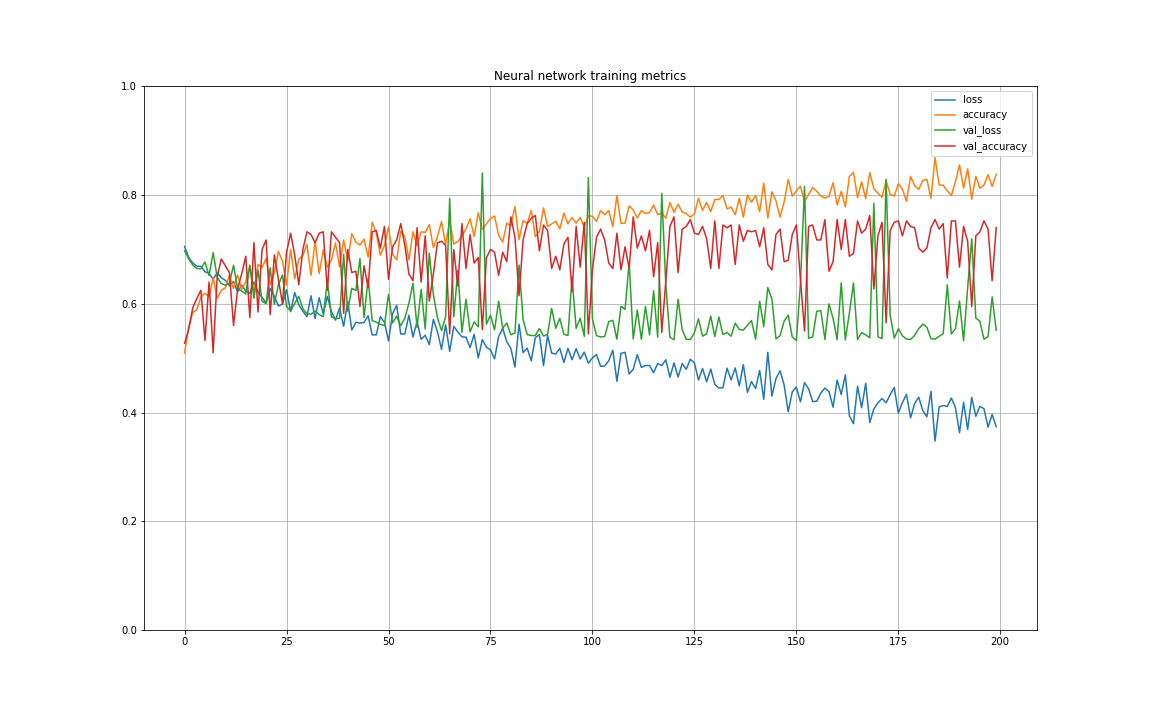 Neural network training metrics
1.0
0.8
0.6
0.4
0.2
0.0
loss
accuracy
val_loss
val_accuracy
0 25 50 75 100 125 150 175 200